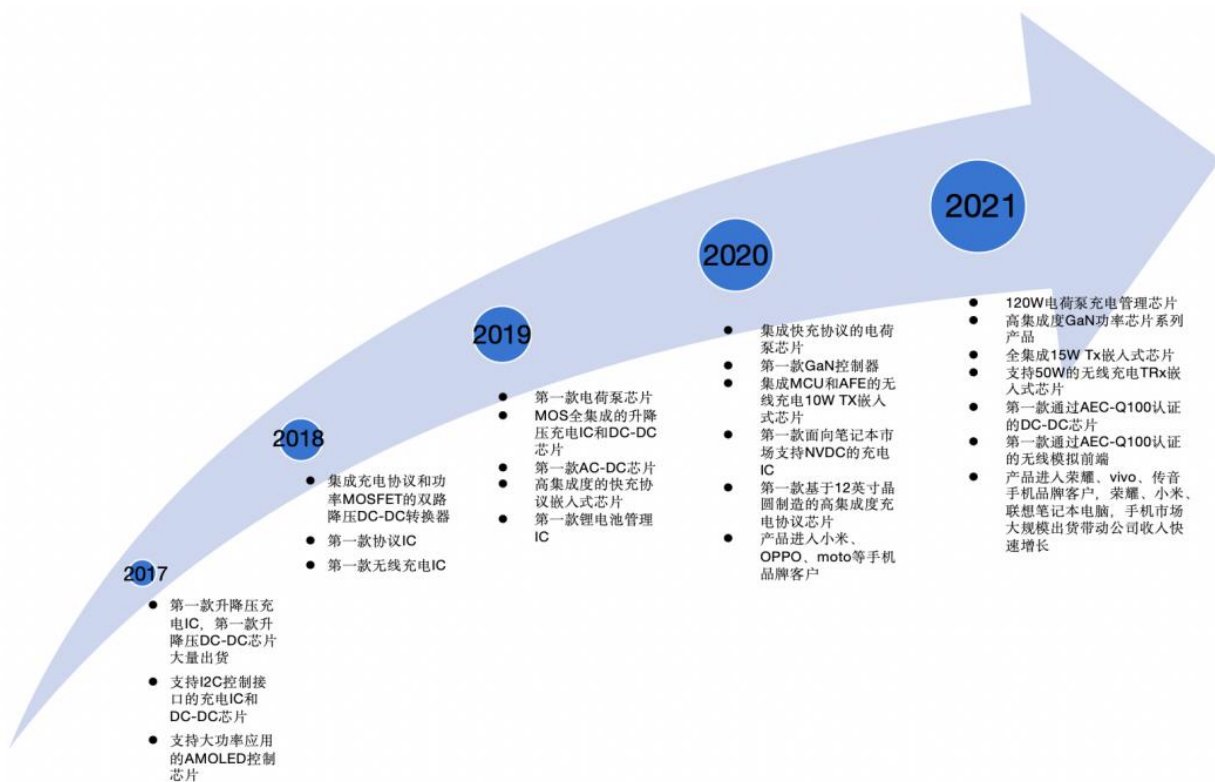 2017
● 第一款升降压充
电IC，第一款升
降压DC-DC芯片
大量出货
● 支持I2C控制接
口的充电IC和
DC-DC芯片
● 支持大功率应用
的AMOLED控制
芯片
2018
● 集成充电协议和功
率MOSFET的双路
降压DC-DC转换器
● 第一款协议IC
● 第一款无线充电IC
2019
● 第一款电荷泵芯片
● MOS全集成的升降
压充电IC和DC-DC
芯片
● 第一款AC-DC芯片
● 高集成度的快充协
议嵌入式芯片
● 第一款锂电池管理
IC
2020
● 集成快充协议的电荷
泵芯片
● 第一款GaN控制器
● 集成MCU和AFE的无
线充电10W TX嵌入
式芯片
● 第一款面向笔记本市
场支持NVDC的充电
IC
● 第一款基于12英寸晶
圆制造的高集成度充
电协议芯片
● 产品进入小米、
OPPO、moto等手机
品牌客户
2021
● 120W电荷泵充电管理芯片
● 高集成度GaN功率芯片系列
产品
● 全集成15W Tx嵌入式芯片
● 支持50W的无线充电TRx嵌
入式芯片
● 第一款通过AEC-Q100认证
的DC-DC芯片
● 第一款通过AEC-Q100认证
的无线模拟前端
● 产品进入荣耀、vivo、传音
手机品牌客户，荣耀、小米、
联想笔记本电脑，手机市场
大规模出货带动公司收入快
速增长